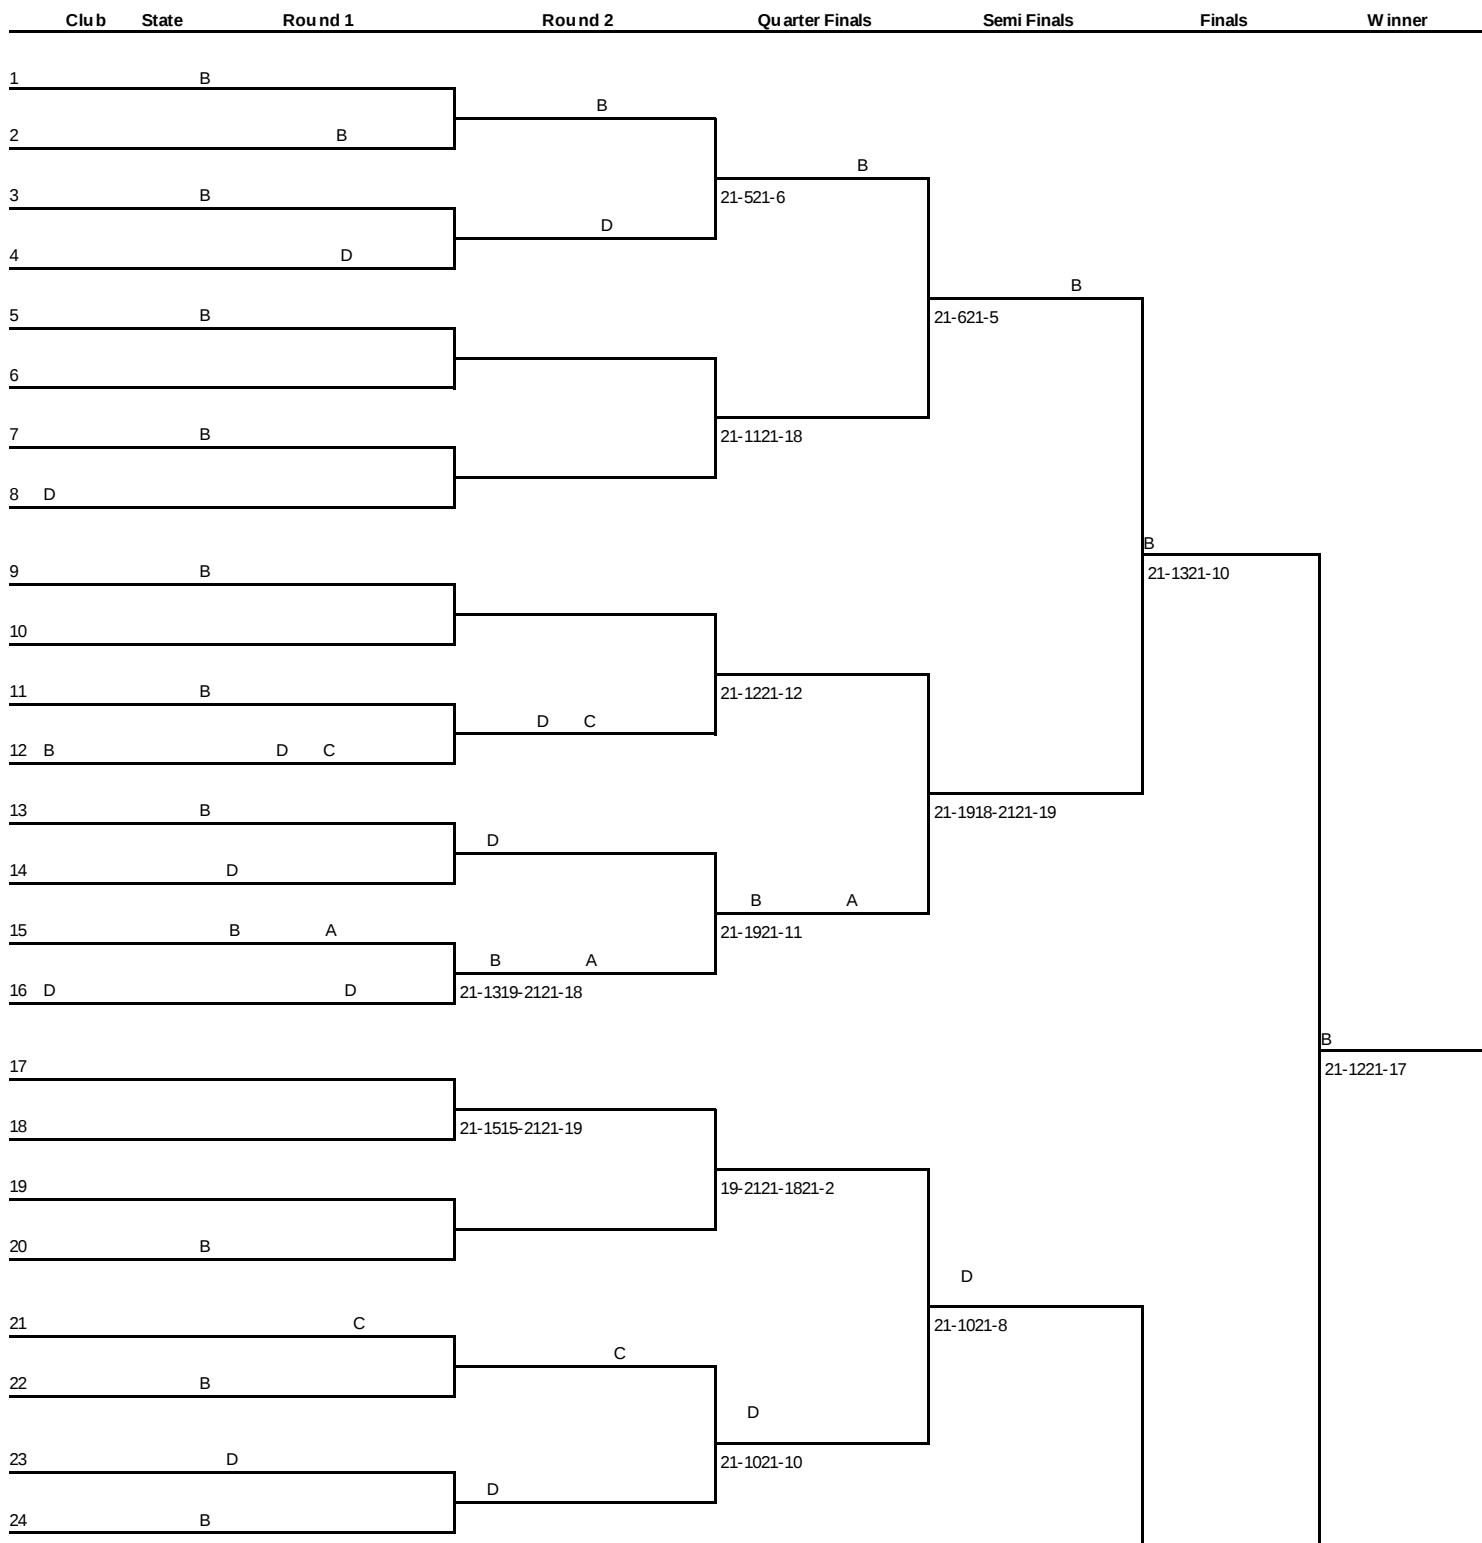 Club State Round 1 Round 2 Quarter Finals Semi Finals Finals Winner
1 B
B
2 B
B
3 B
21-521-6
D
4 D
B
5 B
21-621-5
6
7 B
21-1121-18
8 D
B
9 B
21-1321-10
10
11 B
21-1221-12
D C
12 B D C
13 B
21-1918-2121-19
D
14 D
B A
15 B A
21-1921-11
B A
16 D D
21-1319-2121-18
B
17
21-1221-17
18
21-1515-2121-19
19
19-2121-1821-2
20 B
D
21 C
21-1021-8
C
22 B
D
23 D
21-1021-10
D
24 B